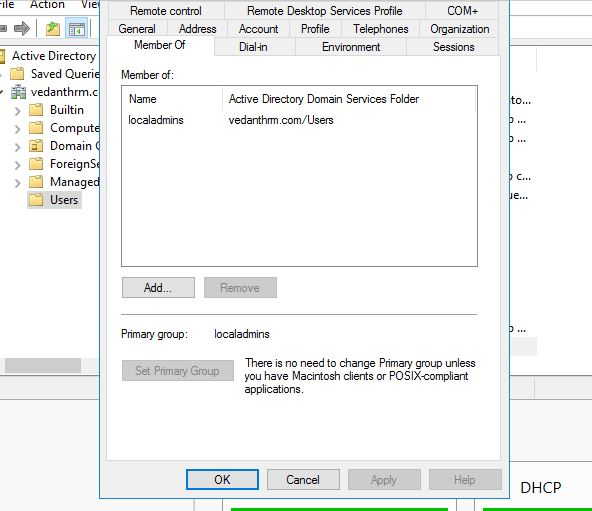 File Action View
Remote control Remote Desktop Services Profile COM+
General Address Account Profile Telephones Organization
Member Of Dial-in Environment Sessions
Active Directory
Saved Querie
vedanthrm.c
Builtin
Compute
Domain C
ForeignSe
Managed
Users
Member of:
Name Active Directory Domain Services Folder
localadmins vedanthrm.com/Users
Add... Remove
Primary group: localadmins
Set Primary Group
There is no need to change Primary group unless
you have Macintosh clients or POSIX-compliant
applications.
OK Cancel Apply Help
to...
p ...
p ...
p c...
ue...
p ...
DHCP